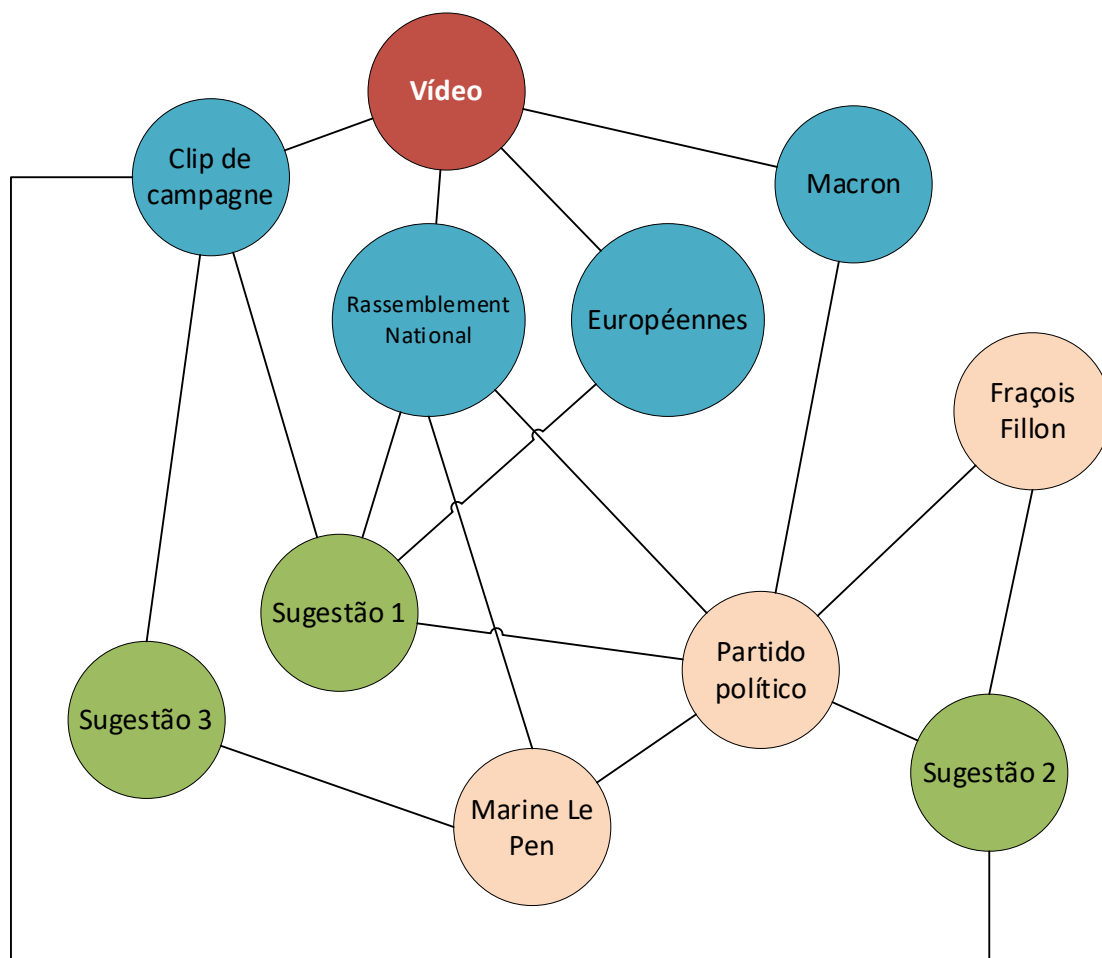 Vídeo
Clip de
campagne
Macron
Rassemblement
National
Européennes
Fraçois
Fillon
Sugestão 1
Partido
político
Sugestão 3
Sugestão 2
Marine Le
Pen